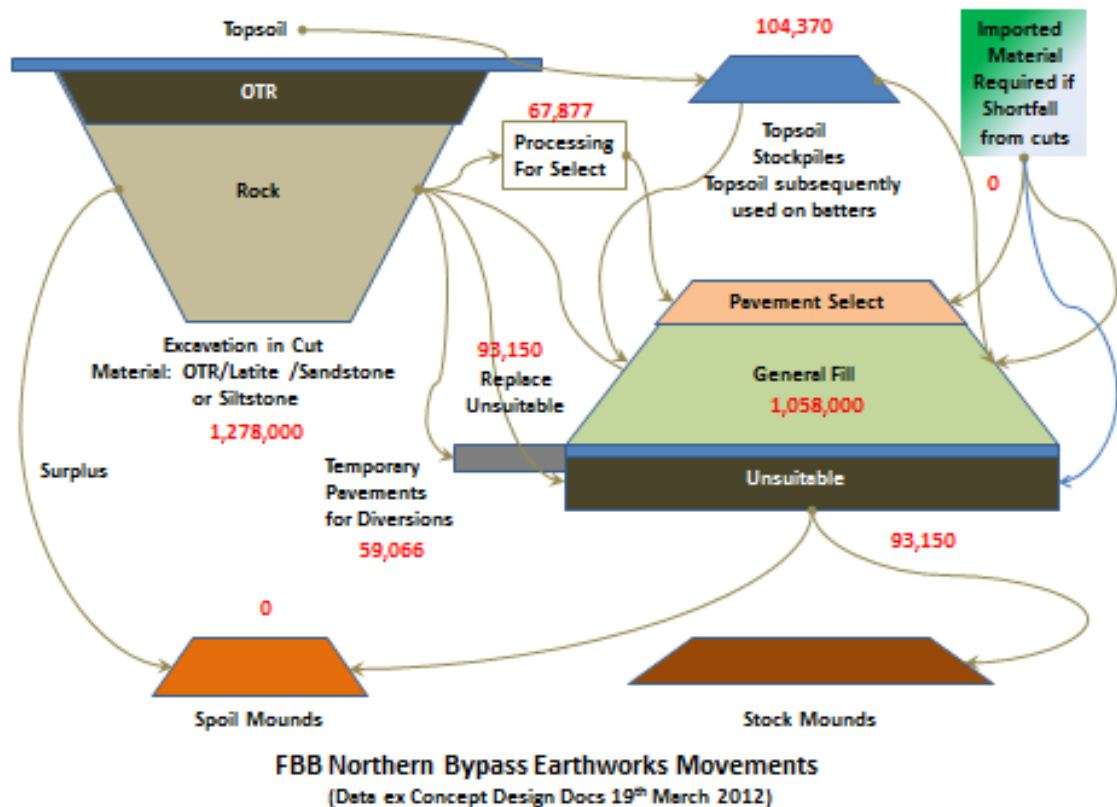 Topsoil
OTR
Rock
Excavation in Cut
Material: OTR/Latite /Sandstone
or Siltstone
1,278,000
67,877
Processing
For Select
104,370
Topsoil
Stockpiles
Topsoil subsequently
used on batters
Imported
Material
Required if
Shortfall
from cuts
0
Pavement Select
General Fill
1,058,000
93,150
Replace
Unsuitable
Unsuitable
Surplus
Temporary
Pavements
for Diversions
59,066
93,150
0
Spoil Mounds
Stock Mounds
FBB Northern Bypass Earthworks Movements
(Data ex Concept Design Docs 19th March 2012)